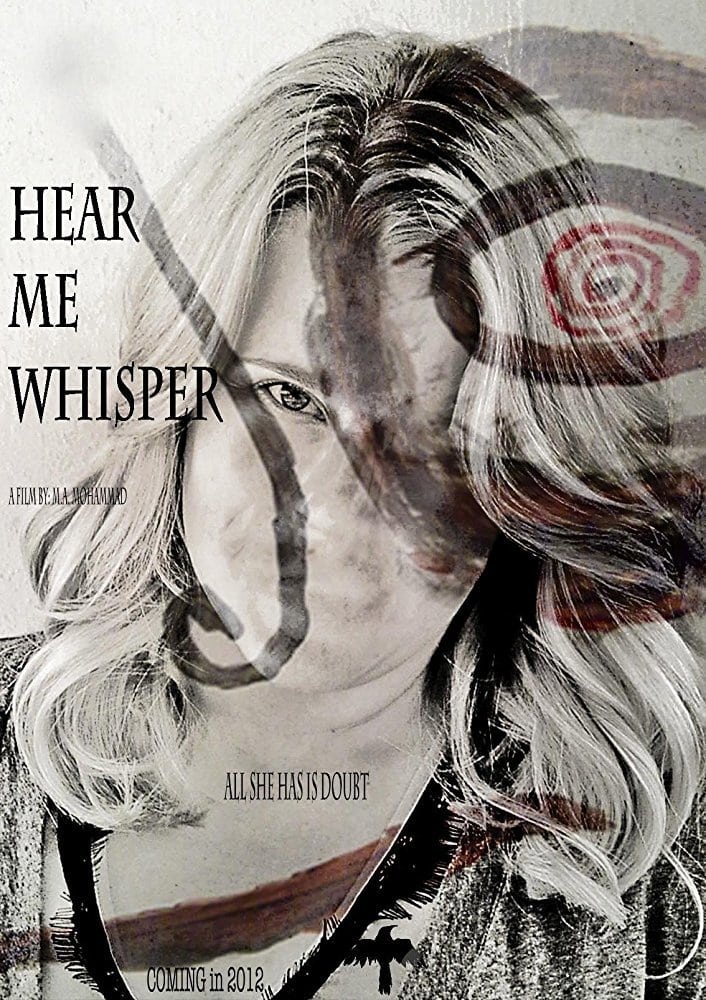 HEAR
ME
WHISPER
A FILM BY: M.A. MOHAMMAD
ALL SHE HAS IS DOUBT
COMING in 2012